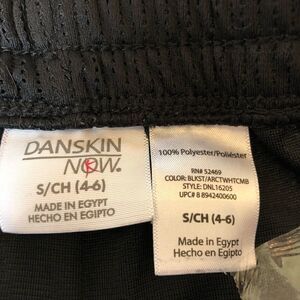 DANSKIN
NOW.
S/CH (4-6)
MADE IN EGYPT
HECHO EN EGIPTO
100% Polyester/Poliéster
RN# 52469
COLOR: BLKST/ARCTWHTCMB
STYLE: DNL16205
UPC# 8 8942400600
S/CH (4-6)
Made in Egypt
Hecho en Egipto